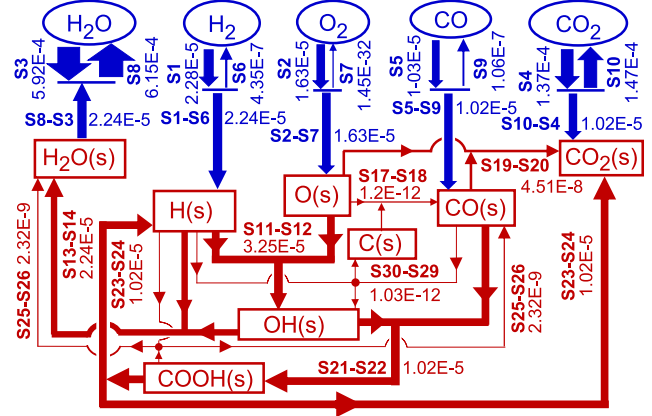 H2O H2 O2 CO CO2
S3 5.92E-4 S8 6.15E-4 S1 2.28E-5 S6 4.35E-7 S2 1.63E-5 S7 1.45E-32 S5 1-03E-5 S9 1.06E-7 S4 1.37E-4 S10 1.47E-4
S8-S3 2.24E-5 S1-S6 2.24E-5 S5-S9 1.02E-5
S2-S7 1.63E-5 S10-S4 1.02E-5
H2O(s) CO2(s)
S19-S20
S17-S18 4.51E-8
1.2E-12
H(s) O(s) CO(s)
S11-S12
3.25E-5 C(s)
S25-S26 2.32E-9 S13-S14 2.24E-5 S23-S24 1.02E-5
S30-S29
1.03E-12
S25-S26 2.32E-9 S23-S24 1.02E-5
OH(s)
S21-S22 1.02E-5
COOH(s)